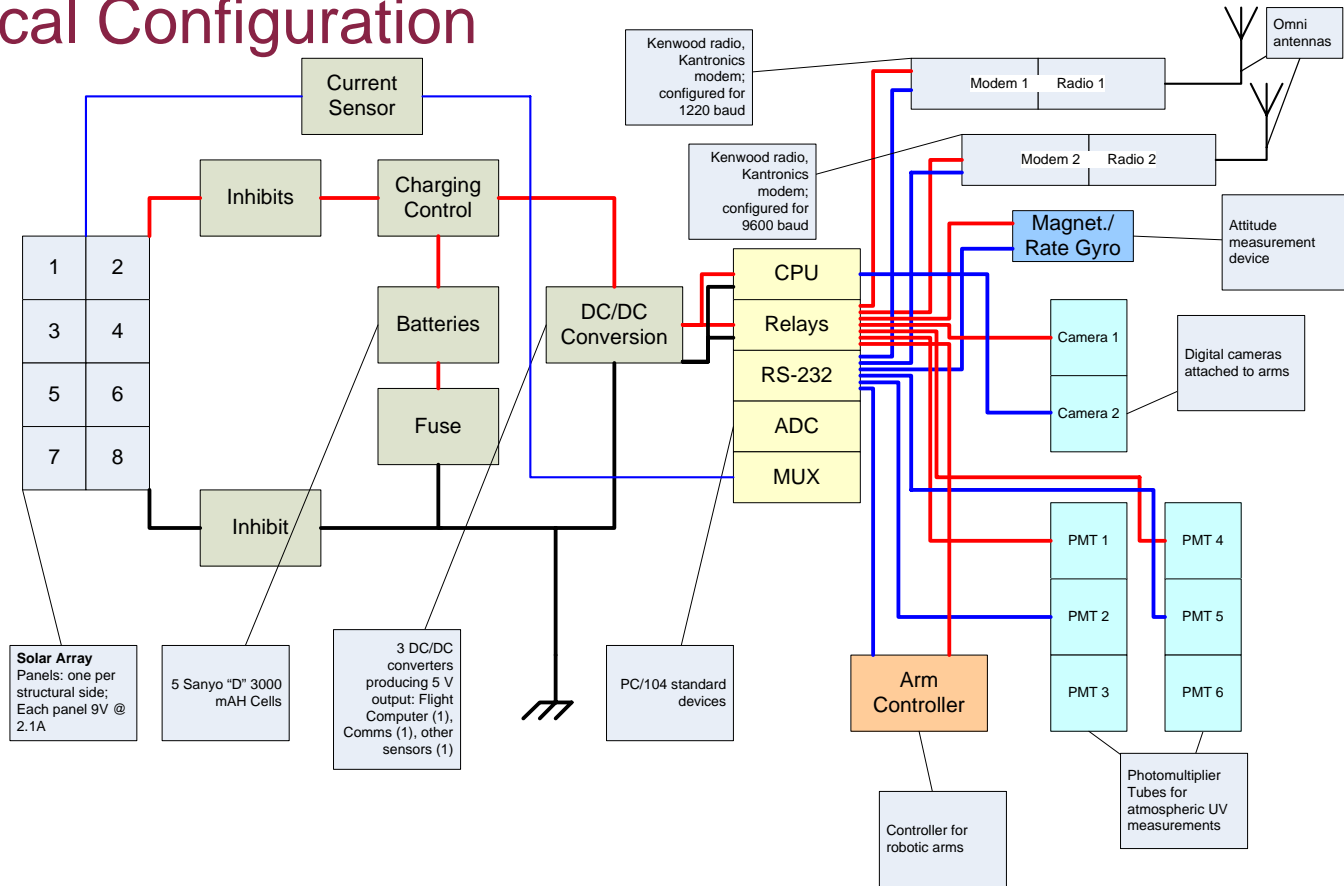 cal Configuration
Omni
antennas
Kenwood radio,
Kantronics
modem;
configured for
1220 baud
Modem 1
Radio 1
Current
Sensor
Kenwood radio,
Kantronics
modem;
configured for
9600 baud
Modem 2
Radio 2
Inhibits
Charging
Control
Magnet./
Rate Gyro
Attitude
measurement
device
1
2
3
4
5
6
7
8
Batteries
DC/DC
Conversion
CPU
Relays
RS-232
ADC
MUX
Camera 1
Camera 2
Digital cameras
attached to arms
Fuse
Inhibit
PMT 1
PMT 2
PMT 3
PMT 4
PMT 5
PMT 6
Solar Array
Panels: one per
structural side;
Each panel 9V @
2.1A
5 Sanyo “D” 3000
mAH Cells
3 DC/DC
converters
producing 5 V
output: Flight
Computer (1),
Comms (1), other
sensors (1)
PC/104 standard
devices
Arm
Controller
Controller for
robotic arms
Photomultiplier
Tubes for
atmospheric UV
measurements